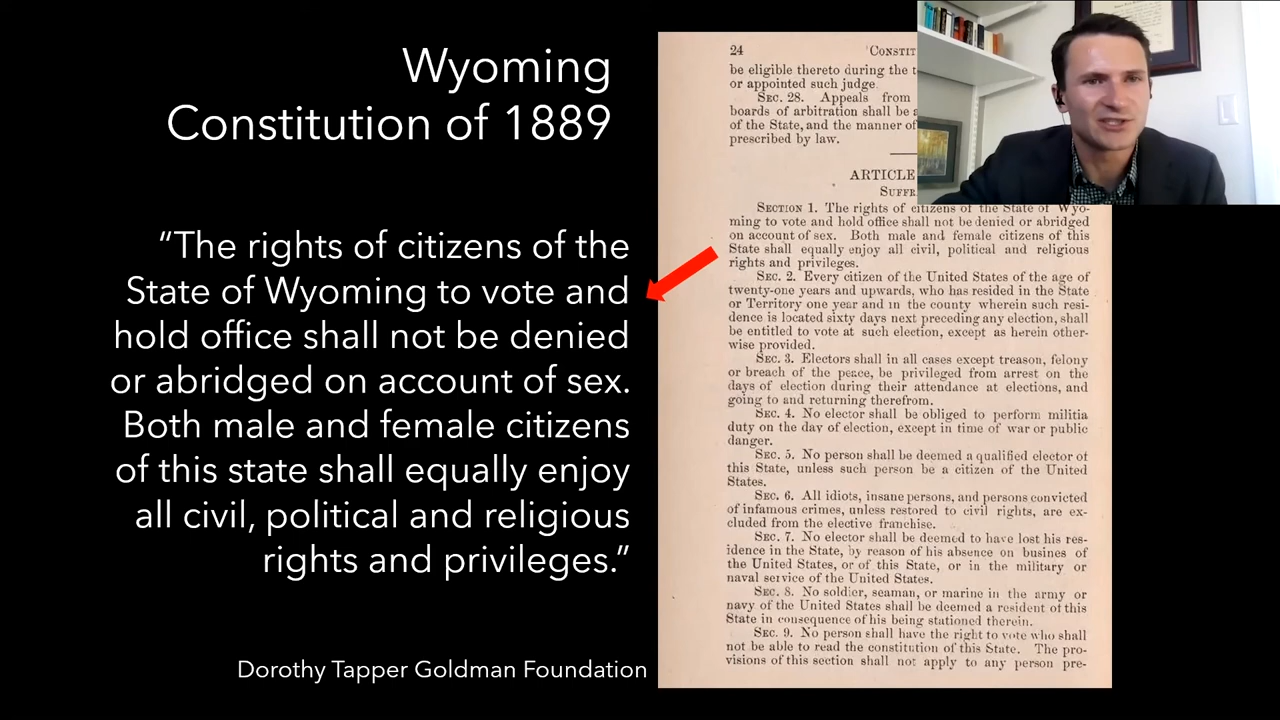 Wyoming
Constitution of 1889
“The rights of citizens of the
State of Wyoming to vote and
hold office shall not be denied
or abridged on account of sex.
Both male and female citizens
of this state shall equally enjoy
all civil, political and religious
rights and privileges.”
Dorothy Tapper Goldman Foundation
24 CONSTIT
be eligible thereto during the t
or appointed such judge.
SEC. 28. Appeals from
boards of arbitration shall be a
of the State, and the manner of
prescribed by law.
ARTICLE
SUFFR
SECTION 1. The rights of citizens of the State of Wyo-
ming to vote and hold office shall not be denied or abridged
on account of sex. Both male and female citizens of this
State shall equally enjoy all civil, political and religious
rights and privileges.
SEC. 2. Every citizen of the United States of the age of
twenty-one years and upwards, who has resided in the State
or Territory one year and in the county wherein such resi-
dence is located sixty days next preceding any election, shall
be entitled to vote at such election, except as herein other-
wise provided.
SEC. 3. Electors shall in all cases except treason, felony
or breach of the peace, be privileged from arrest on the
days of election during their attendance at elections, and
going to and returning therefrom.
SEC. 4. No elector shall be obliged to perform militia
duty on the day of election, except in time of war or public
danger.
SEC. 5. No person shall be deemed a qualified elector of
this State, unless such person be a citizen of the United
States.
SEC. 6. All idiots, insane persons, and persons convicted
of infamous crimes, unless restored to civil rights, are ex-
cluded from the elective franchise.
SEC. 7. No elector shall be deemed to have lost his res-
idence in the State, by reason of his absence on busines of
the United States, or of this State, or in the military or
naval service of the United States.
SEC. 8. No soldier, seaman, or marine in the army or
navy of the United States shall be deemed a resident of this
State in consequence of his being stationed therein.
SEC. 9. No person shall have the right to vote who shall
not be able to read the constitution of this State. The pro-
visions of this section shall not apply to any person pre-